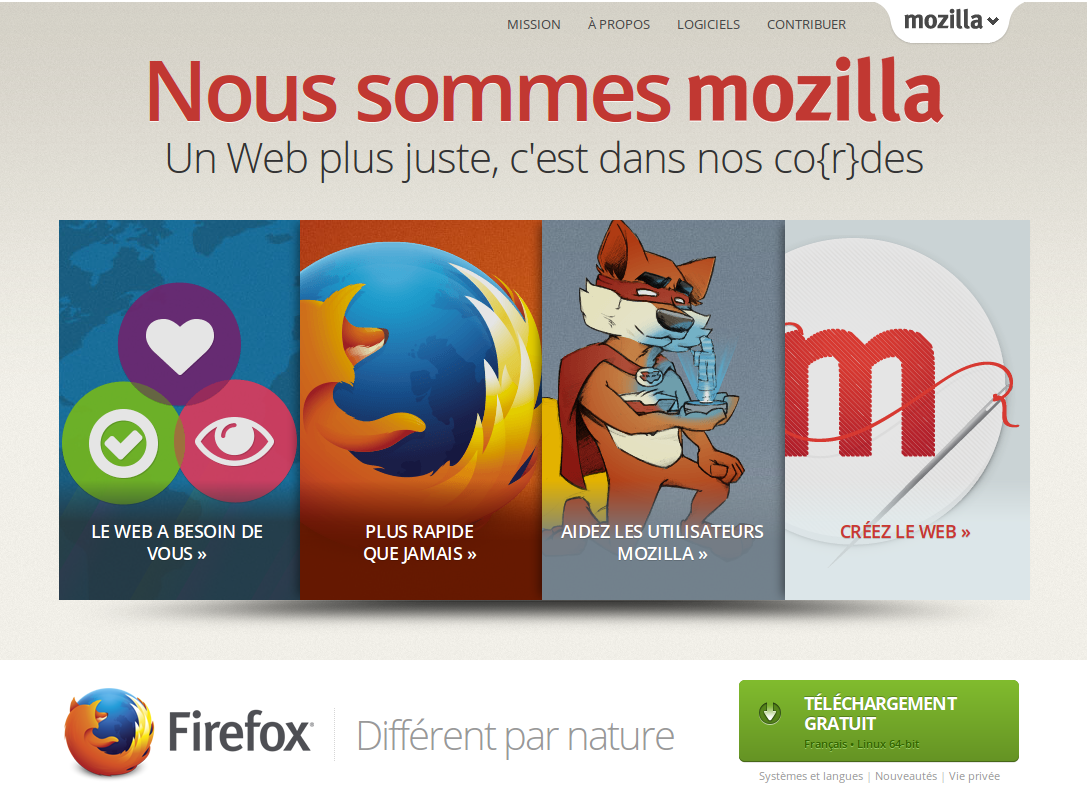 MISSION À PROPOS LOGICIELS CONTRIBUER mozilla
Nous sommes mozilla
Un Web plus juste, c'est dans nos co{r}des
LE WEB A BESOIN DE
VOUS »
PLUS RAPIDE
QUE JAMAIS »
AIDEZ LES UTILISATEURS
MOZILLA »
m
CRÉEZ LE WEB »
Firefox®
Différent par nature
TÉLÉCHARGEMENT
GRATUIT
Français • Linux 64-bit
Systèmes et langues | Nouveautés | Vie privée